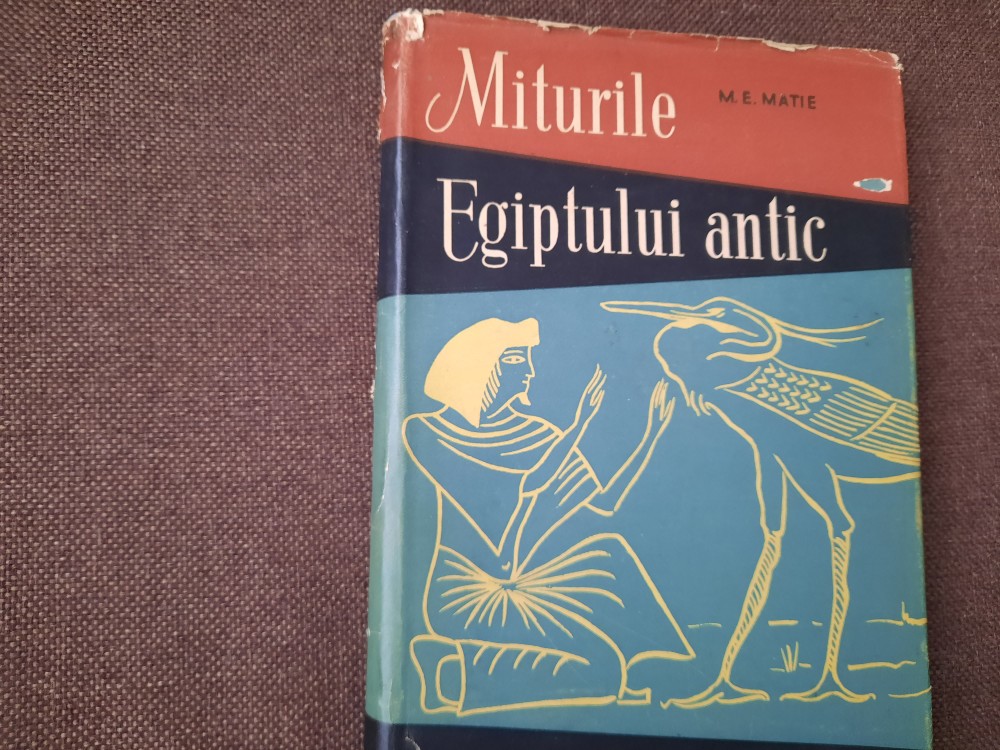 Miturile
M. E. MATIE
Egiptului antic